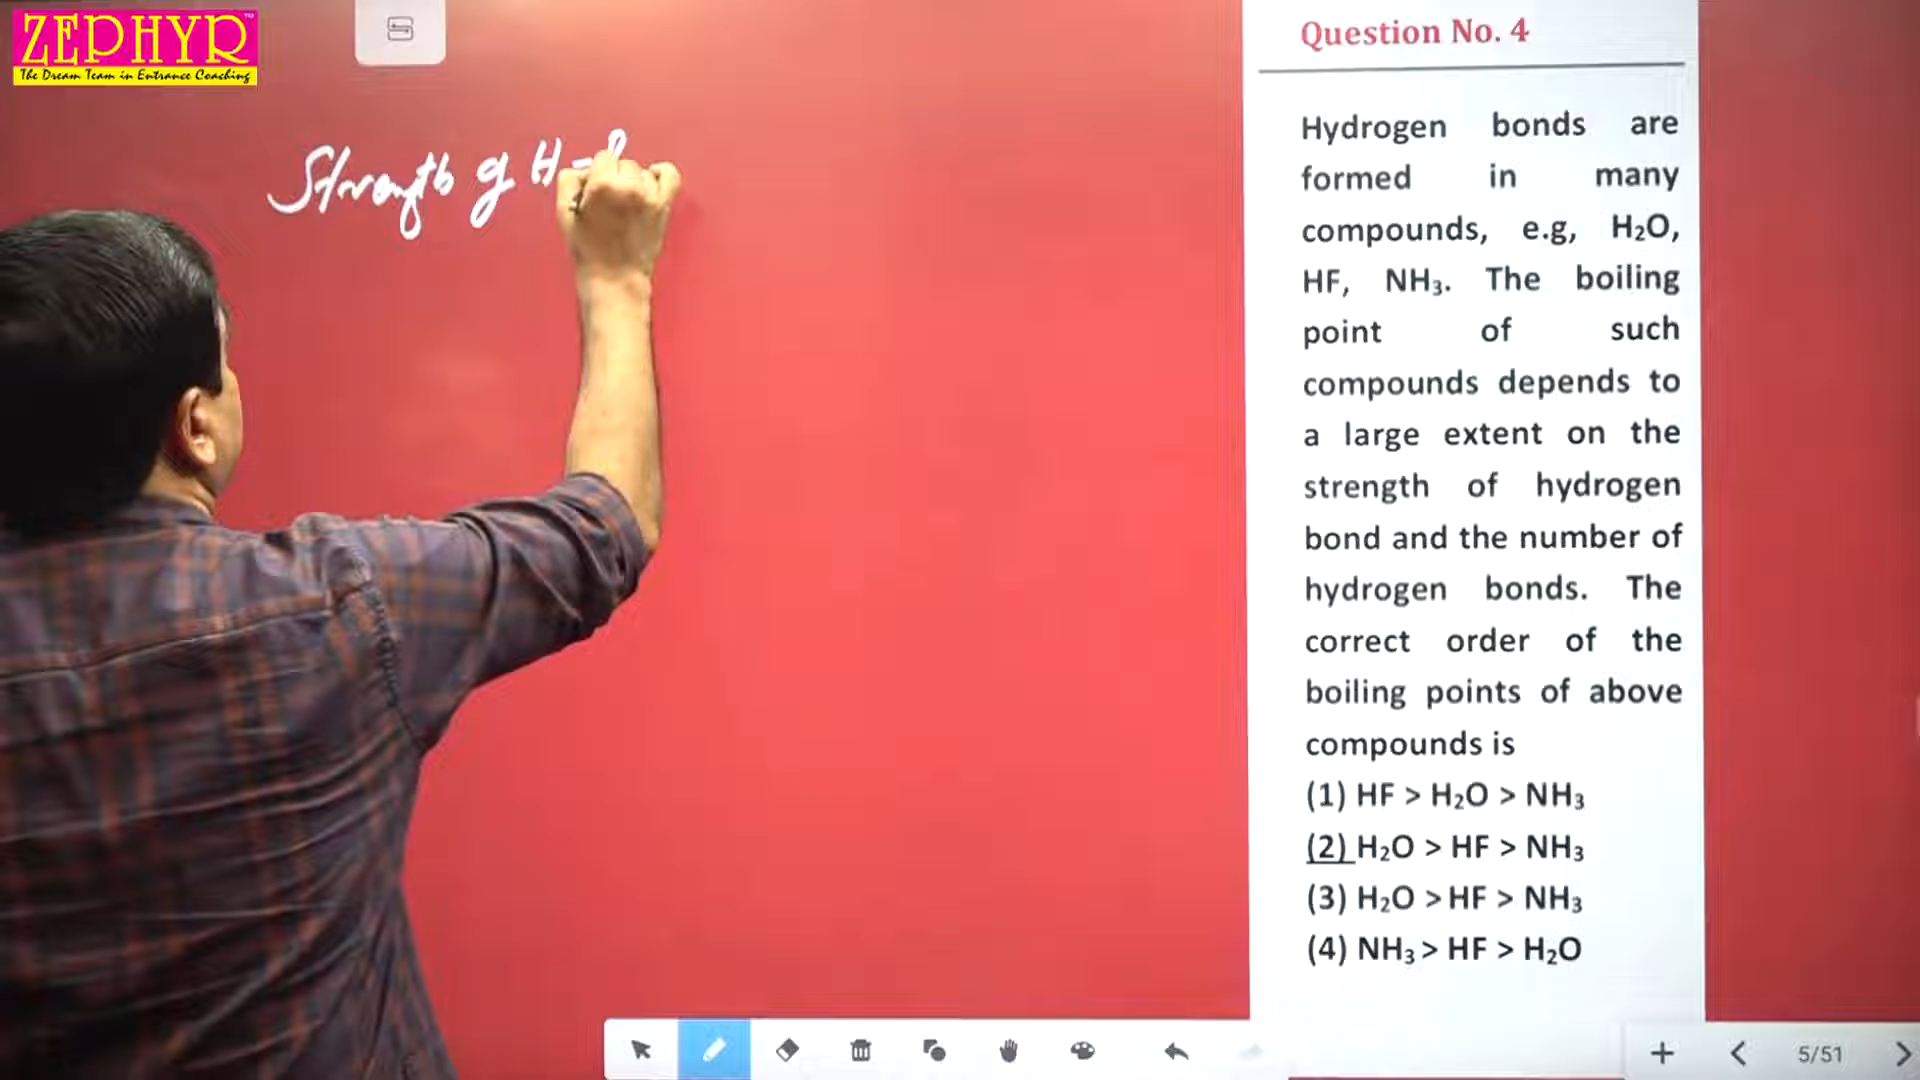 ZEPHYR™
The Dream Team in Entrance Coaching
Strength of H-
Question No. 4
Hydrogen bonds are
formed in many
compounds, e.g, H₂O,
HF, NH₃. The boiling
point of such
compounds depends to
a large extent on the
strength of hydrogen
bond and the number of
hydrogen bonds. The
correct order of the
boiling points of above
compounds is
(1) HF > H₂O > NH₃
(2) H₂O > HF > NH₃
(3) H₂O > HF > NH₃
(4) NH₃ > HF > H₂O
5/51